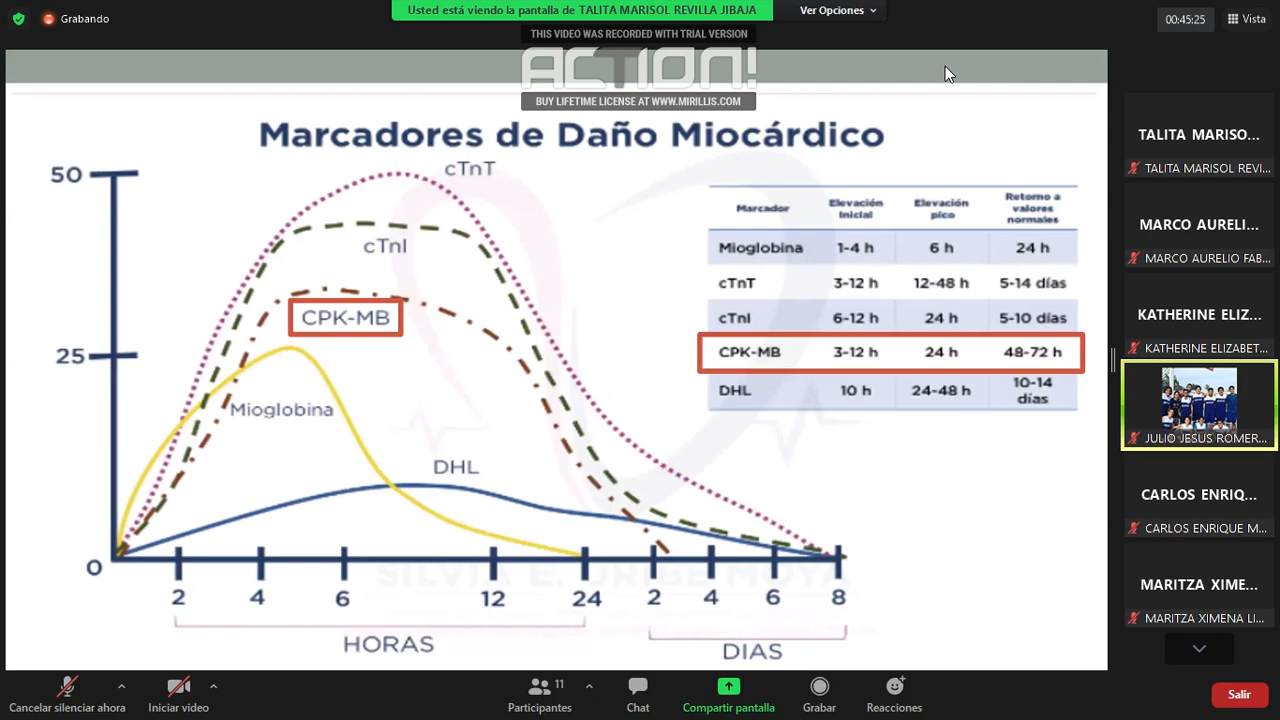 Grabando
Usted está viendo la pantalla de TALITA MARISOL REVILLA JIBAJA
Ver Opciones
00:45:25
Vista
THIS VIDEO WAS RECORDED WITH TRIAL VERSION
ACTION!
BUY LIFETIME LICENSE AT WWW.MIRILLIS.COM
Marcadores de Daño Miocárdico
50
25
0
cTnT
cTnI
CPK-MB
Mioglobina
DHL
2 4 6 12 24 2 4 6 8
HORAS
DIAS
SILVIA E. URIBE MOYA
Marcador Elevación Inicial Elevación pico Retorno a valores normales
Mioglobina 1-4 h 6 h 24 h
cTnT 3-12 h 12-48 h 5-14 días
cTnI 6-12 h 24 h 5-10 días
CPK-MB 3-12 h 24 h 48-72 h
DHL 10 h 24-48 h 10-14 días
TALITA MARISO...
TALITA MARISOL REVI...
MARCO AURELI...
MARCO AURELIO FAB...
KATHERINE ELIZ...
KATHERINE ELIZABET...
JULIO JESUS ROMER...
CARLOS ENRIQ...
CARLOS ENRIQUE M...
MARITZA XIME...
MARITZA XIMENA LI...
Cancelar silenciar ahora
Iniciar video
11
Participantes
Chat
Compartir pantalla
Grabar
Reacciones
Salir